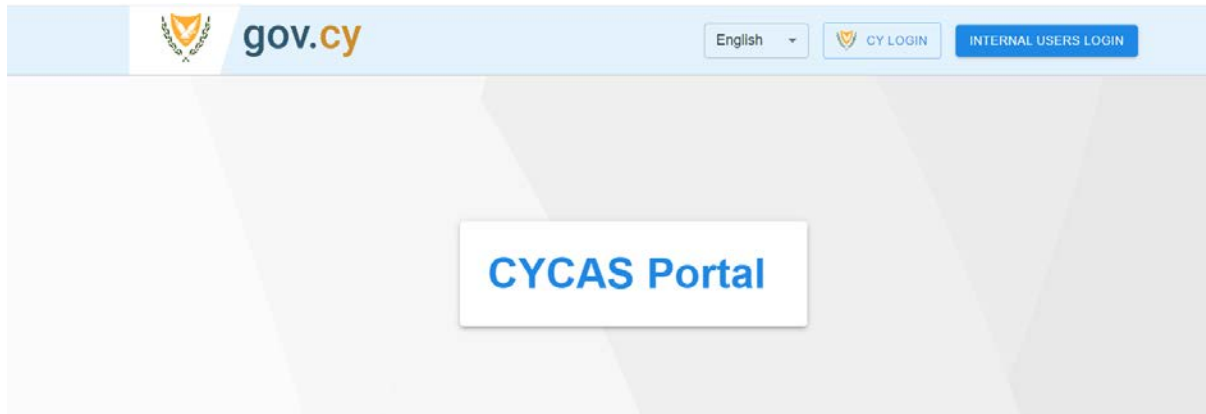 gov.cy
English
CY LOGIN
INTERNAL USERS LOGIN
CYCAS Portal